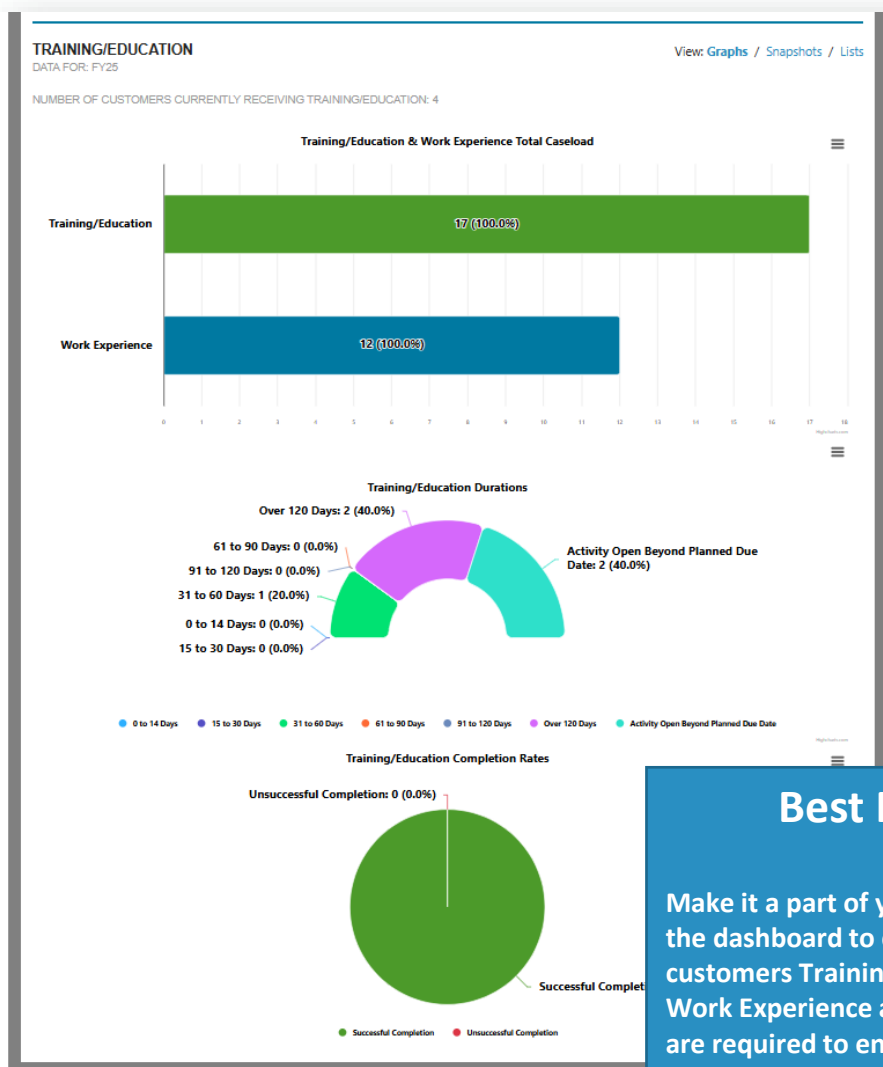 TRAINING/EDUCATION
View: Graphs / Snapshots / Lists
DATA FOR: FY25
NUMBER OF CUSTOMERS CURRENTLY RECEIVING TRAINING/EDUCATION: 4
Training/Education & Work Experience Total Caseload
Training/Education
17 (100.0%)
Work Experience
12 (100.0%)
0 1 2 3 4 5 6 7 8 9 10 11 12 13 14 15 16 17 18
Highcharts.com
Training/Education Durations
Over 120 Days: 2 (40.0%)
61 to 90 Days: 0 (0.0%)
91 to 120 Days: 0 (0.0%)
31 to 60 Days: 1 (20.0%)
0 to 14 Days: 0 (0.0%)
15 to 30 Days: 0 (0.0%)
Activity Open Beyond Planned Due
Date: 2 (40.0%)
0 to 14 Days 15 to 30 Days 31 to 60 Days 61 to 90 Days 91 to 120 Days Over 120 Days Activity Open Beyond Planned Due Date
Highcharts.com
Training/Education Completion Rates
Unsuccessful Completion: 0 (0.0%)
Successful Complet
Successful Completion Unsuccessful Completion
Best
Make it a part of
the dashboard to
customers Trainin
Work Experience
are required to en